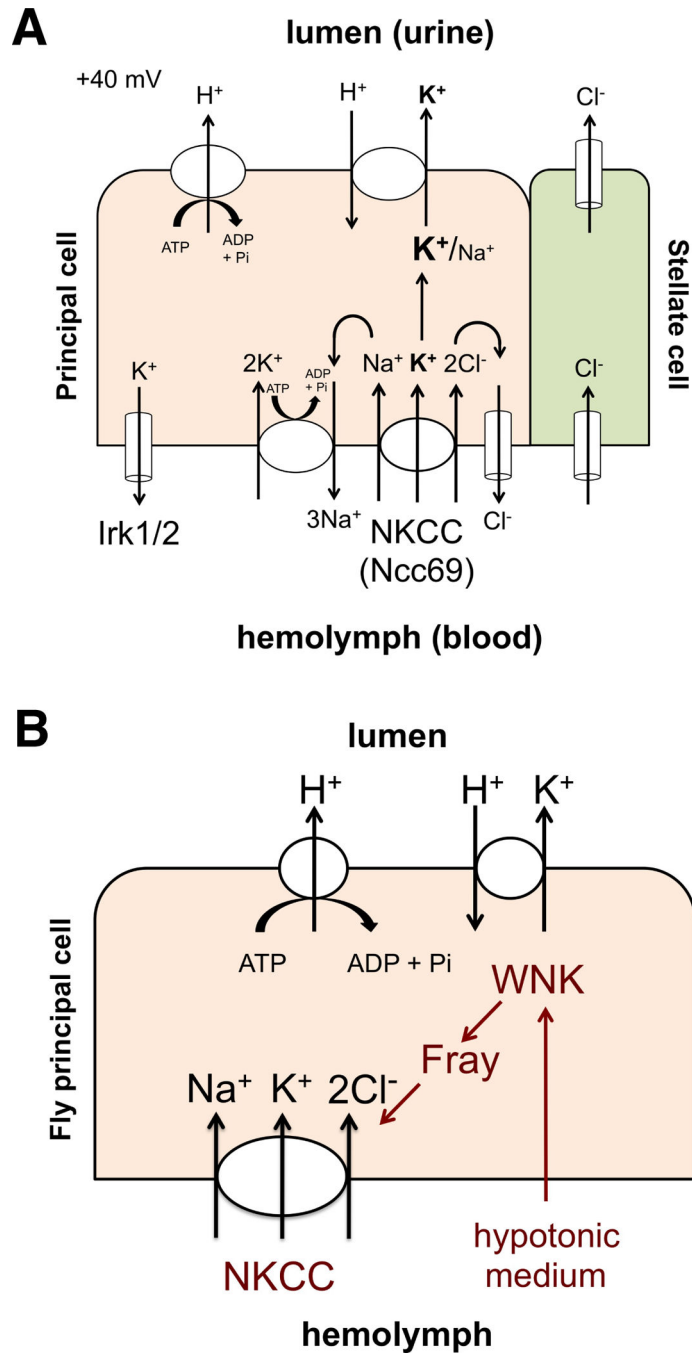 A
lumen (urine)
+40 mV
H⁺
H⁺
K⁺
Cl⁻
ATP
ADP
+ Pi
K⁺/Na⁺
Principal cell
Stellate cell
K⁺
2K⁺
ATP
ADP
+ Pi
Na⁺ K⁺ 2Cl⁻
Cl⁻
Irk1/2
3Na⁺
NKCC
(Ncc69)
Cl⁻
hemolymph (blood)
B
lumen
H⁺
H⁺
K⁺
Fly principal cell
ATP
ADP + Pi
WNK
Fray
Na⁺ K⁺ 2Cl⁻
NKCC
hypotonic
medium
hemolymph